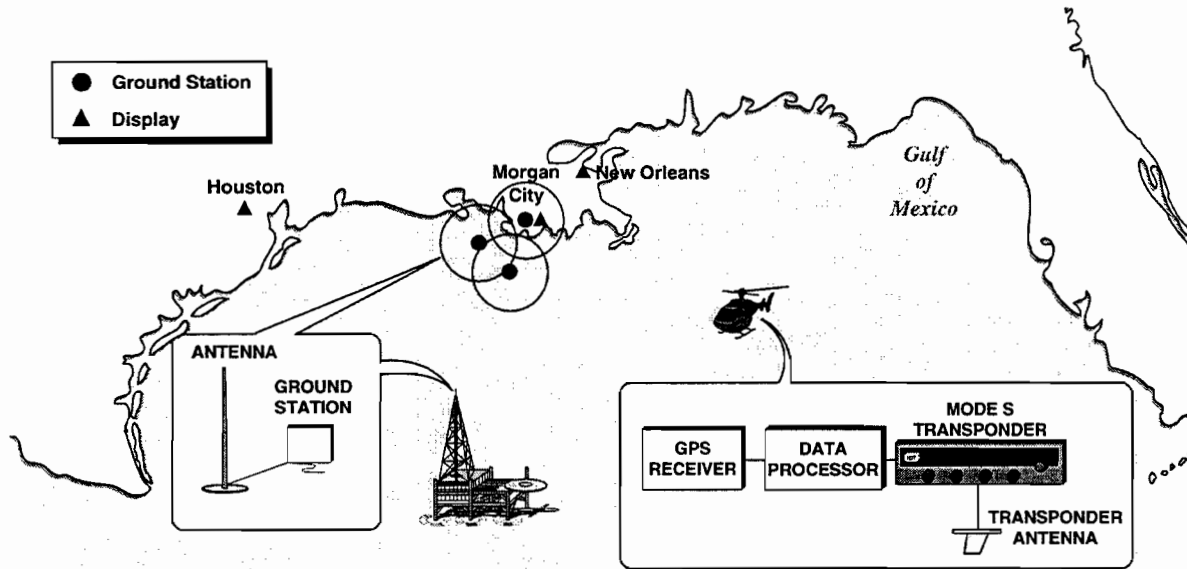 Ground Station
Display
Houston
Morgan
City
New Orleans
Gulf
of
Mexico
ANTENNA
GROUND
STATION
GPS
RECEIVER
DATA
PROCESSOR
MODE S
TRANSPONDER
TRANSPONDER
ANTENNA